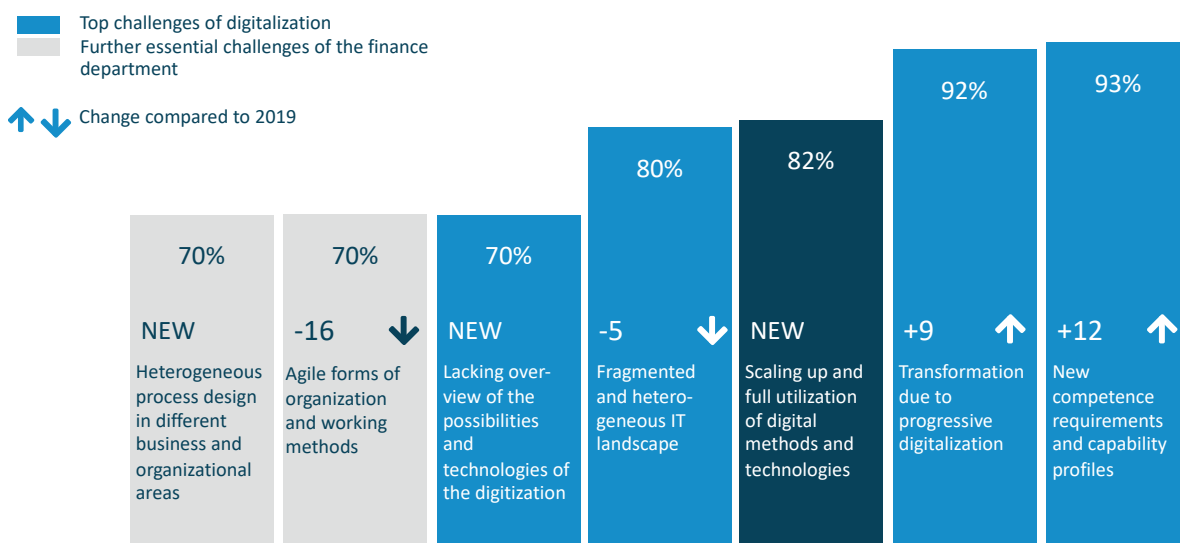 Top challenges of digitalization
Further essential challenges of the finance
department
Change compared to 2019
70%
NEW
Heterogeneous
process design
in different
business and
organizational
areas
70%
-16
Agile forms of
organization
and working
methods
70%
NEW
Lacking over-
view of the
possibilities
and
technologies of
the digitization
80%
-5
Fragmented
and hetero-
geneous IT
landscape
82%
NEW
Scaling up and
full utilization
of digital
methods and
technologies
92%
+9
Transformation
due to
progressive
digitalization
93%
+12
New
competence
requirements
and capability
profiles